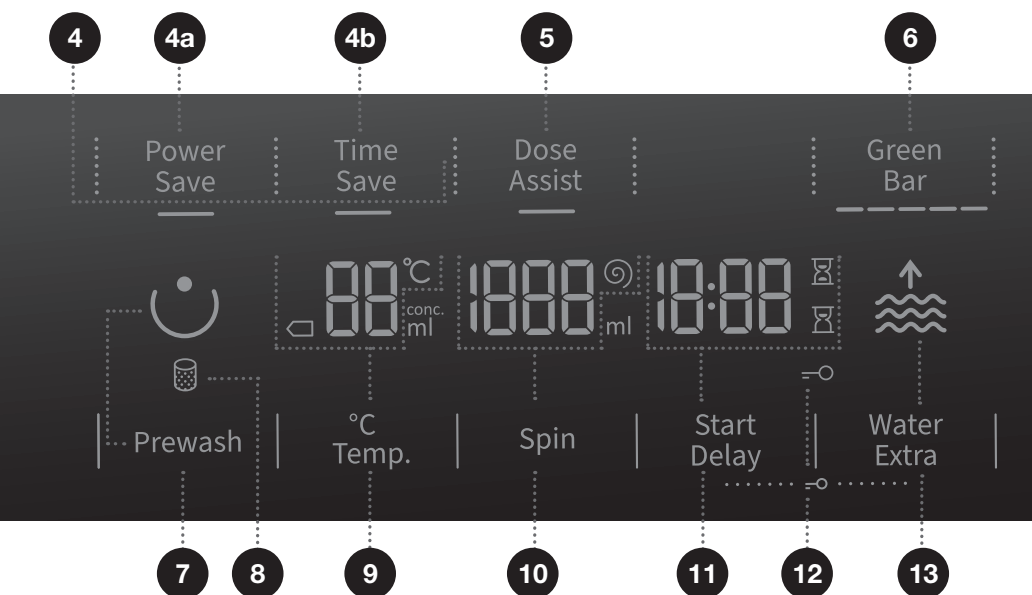 4 4a 4b 5 6
Power Time Dose Green
Save Save Assist Bar
88 °C 1888 18:88
conc.
ml ml
°C Start Water
Prewash Temp. Spin Delay Extra
7 8 9 10 11 12 13